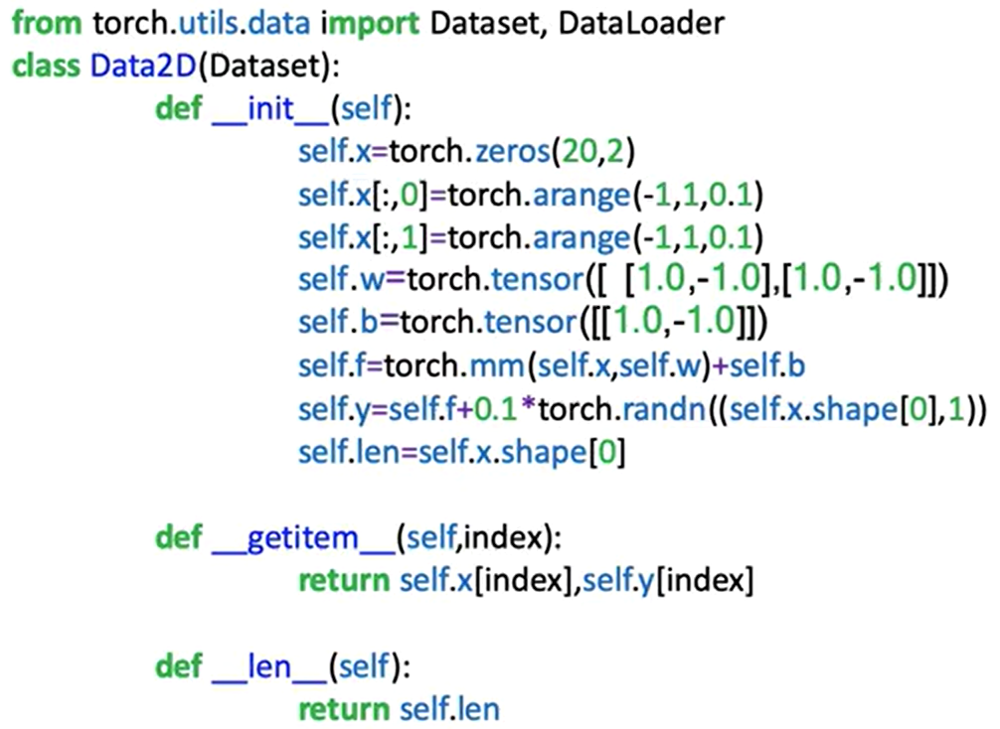 from torch.utils.data import Dataset, DataLoader
class Data2D(Dataset):
def __init__(self):
self.x=torch.zeros(20,2)
self.x[:,0]=torch.arange(-1,1,0.1)
self.x[:,1]=torch.arange(-1,1,0.1)
self.w=torch.tensor([ [1.0,-1.0],[1.0,-1.0]])
self.b=torch.tensor([[1.0,-1.0]])
self.f=torch.mm(self.x,self.w)+self.b
self.y=self.f+0.1*torch.randn((self.x.shape[0],1))
self.len=self.x.shape[0]
def __getitem__(self,index):
return self.x[index],self.y[index]
def __len__(self):
return self.len